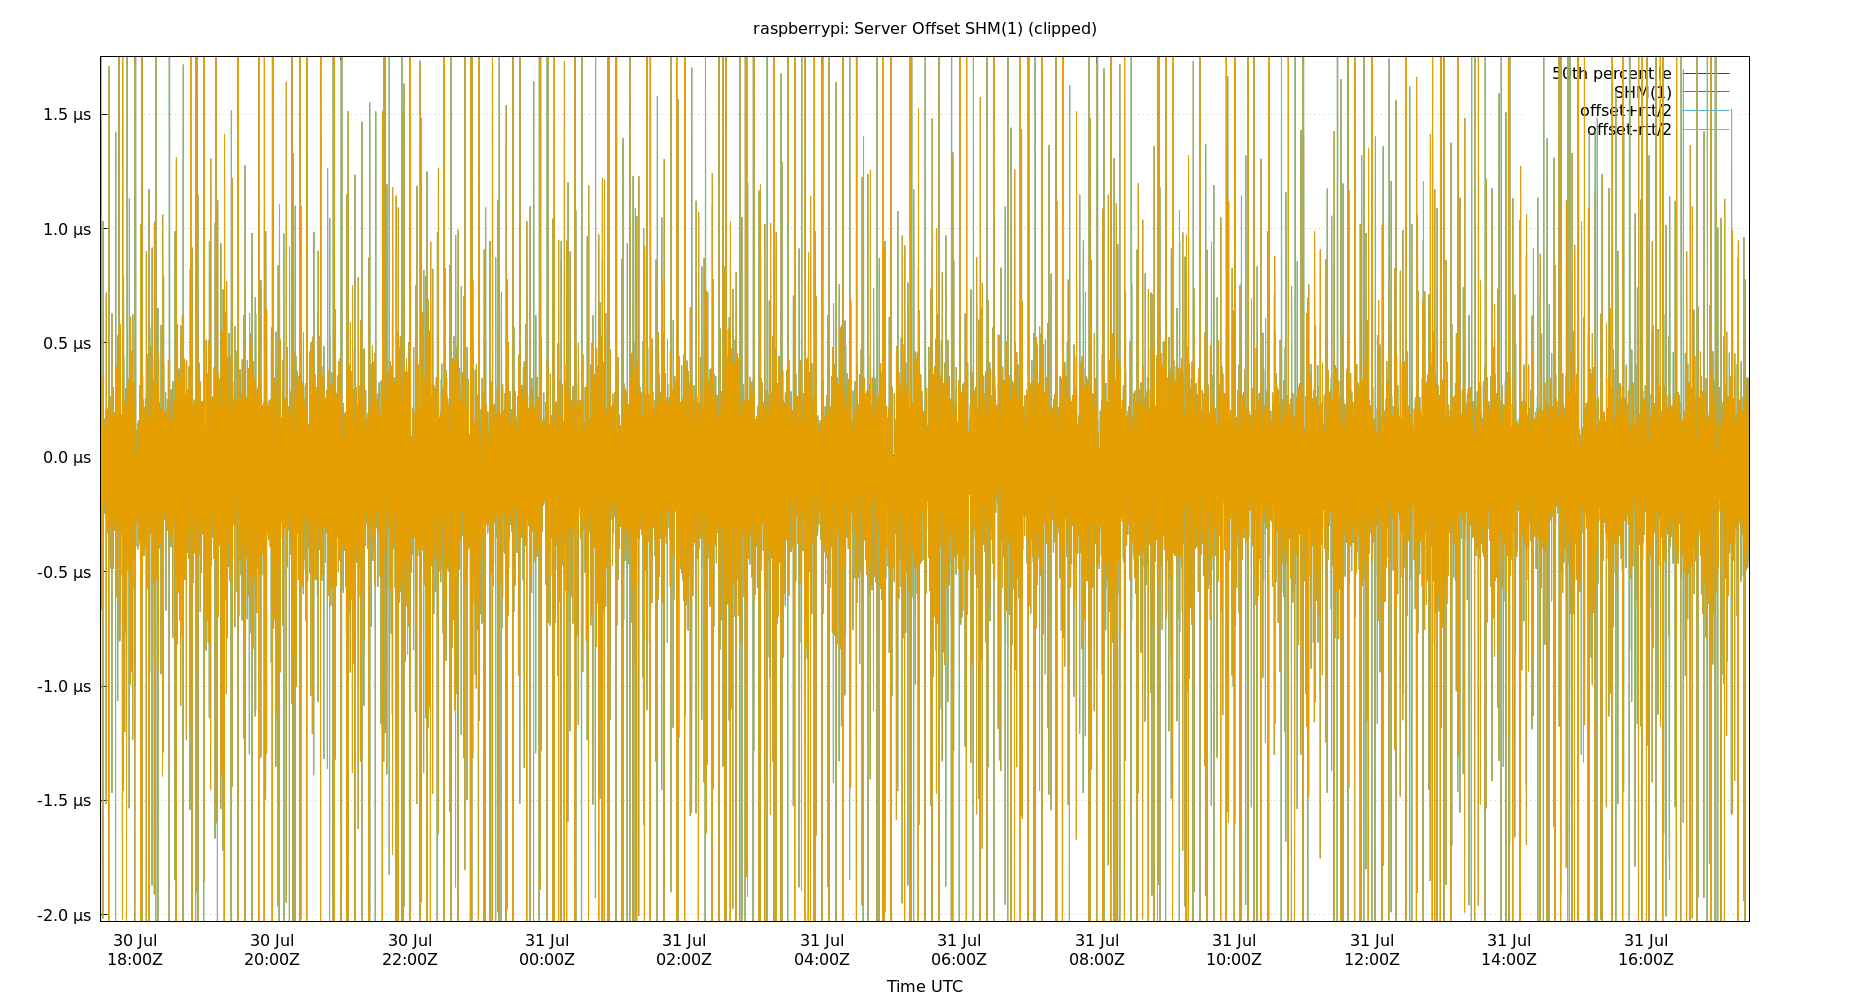 raspberrypi: Server Offset SHM(1) (clipped)
50th percentile
SHM(1)
offset+rtt/2
offset-rtt/2
1.5 µs
1.0 µs
0.5 µs
0.0 µs
-0.5 µs
-1.0 µs
-1.5 µs
-2.0 µs
30 Jul 30 Jul 30 Jul 31 Jul 31 Jul 31 Jul 31 Jul 31 Jul 31 Jul 31 Jul 31 Jul 31 Jul
18:00Z 20:00Z 22:00Z 00:00Z 02:00Z 04:00Z 06:00Z 08:00Z 10:00Z 12:00Z 14:00Z 16:00Z
Time UTC